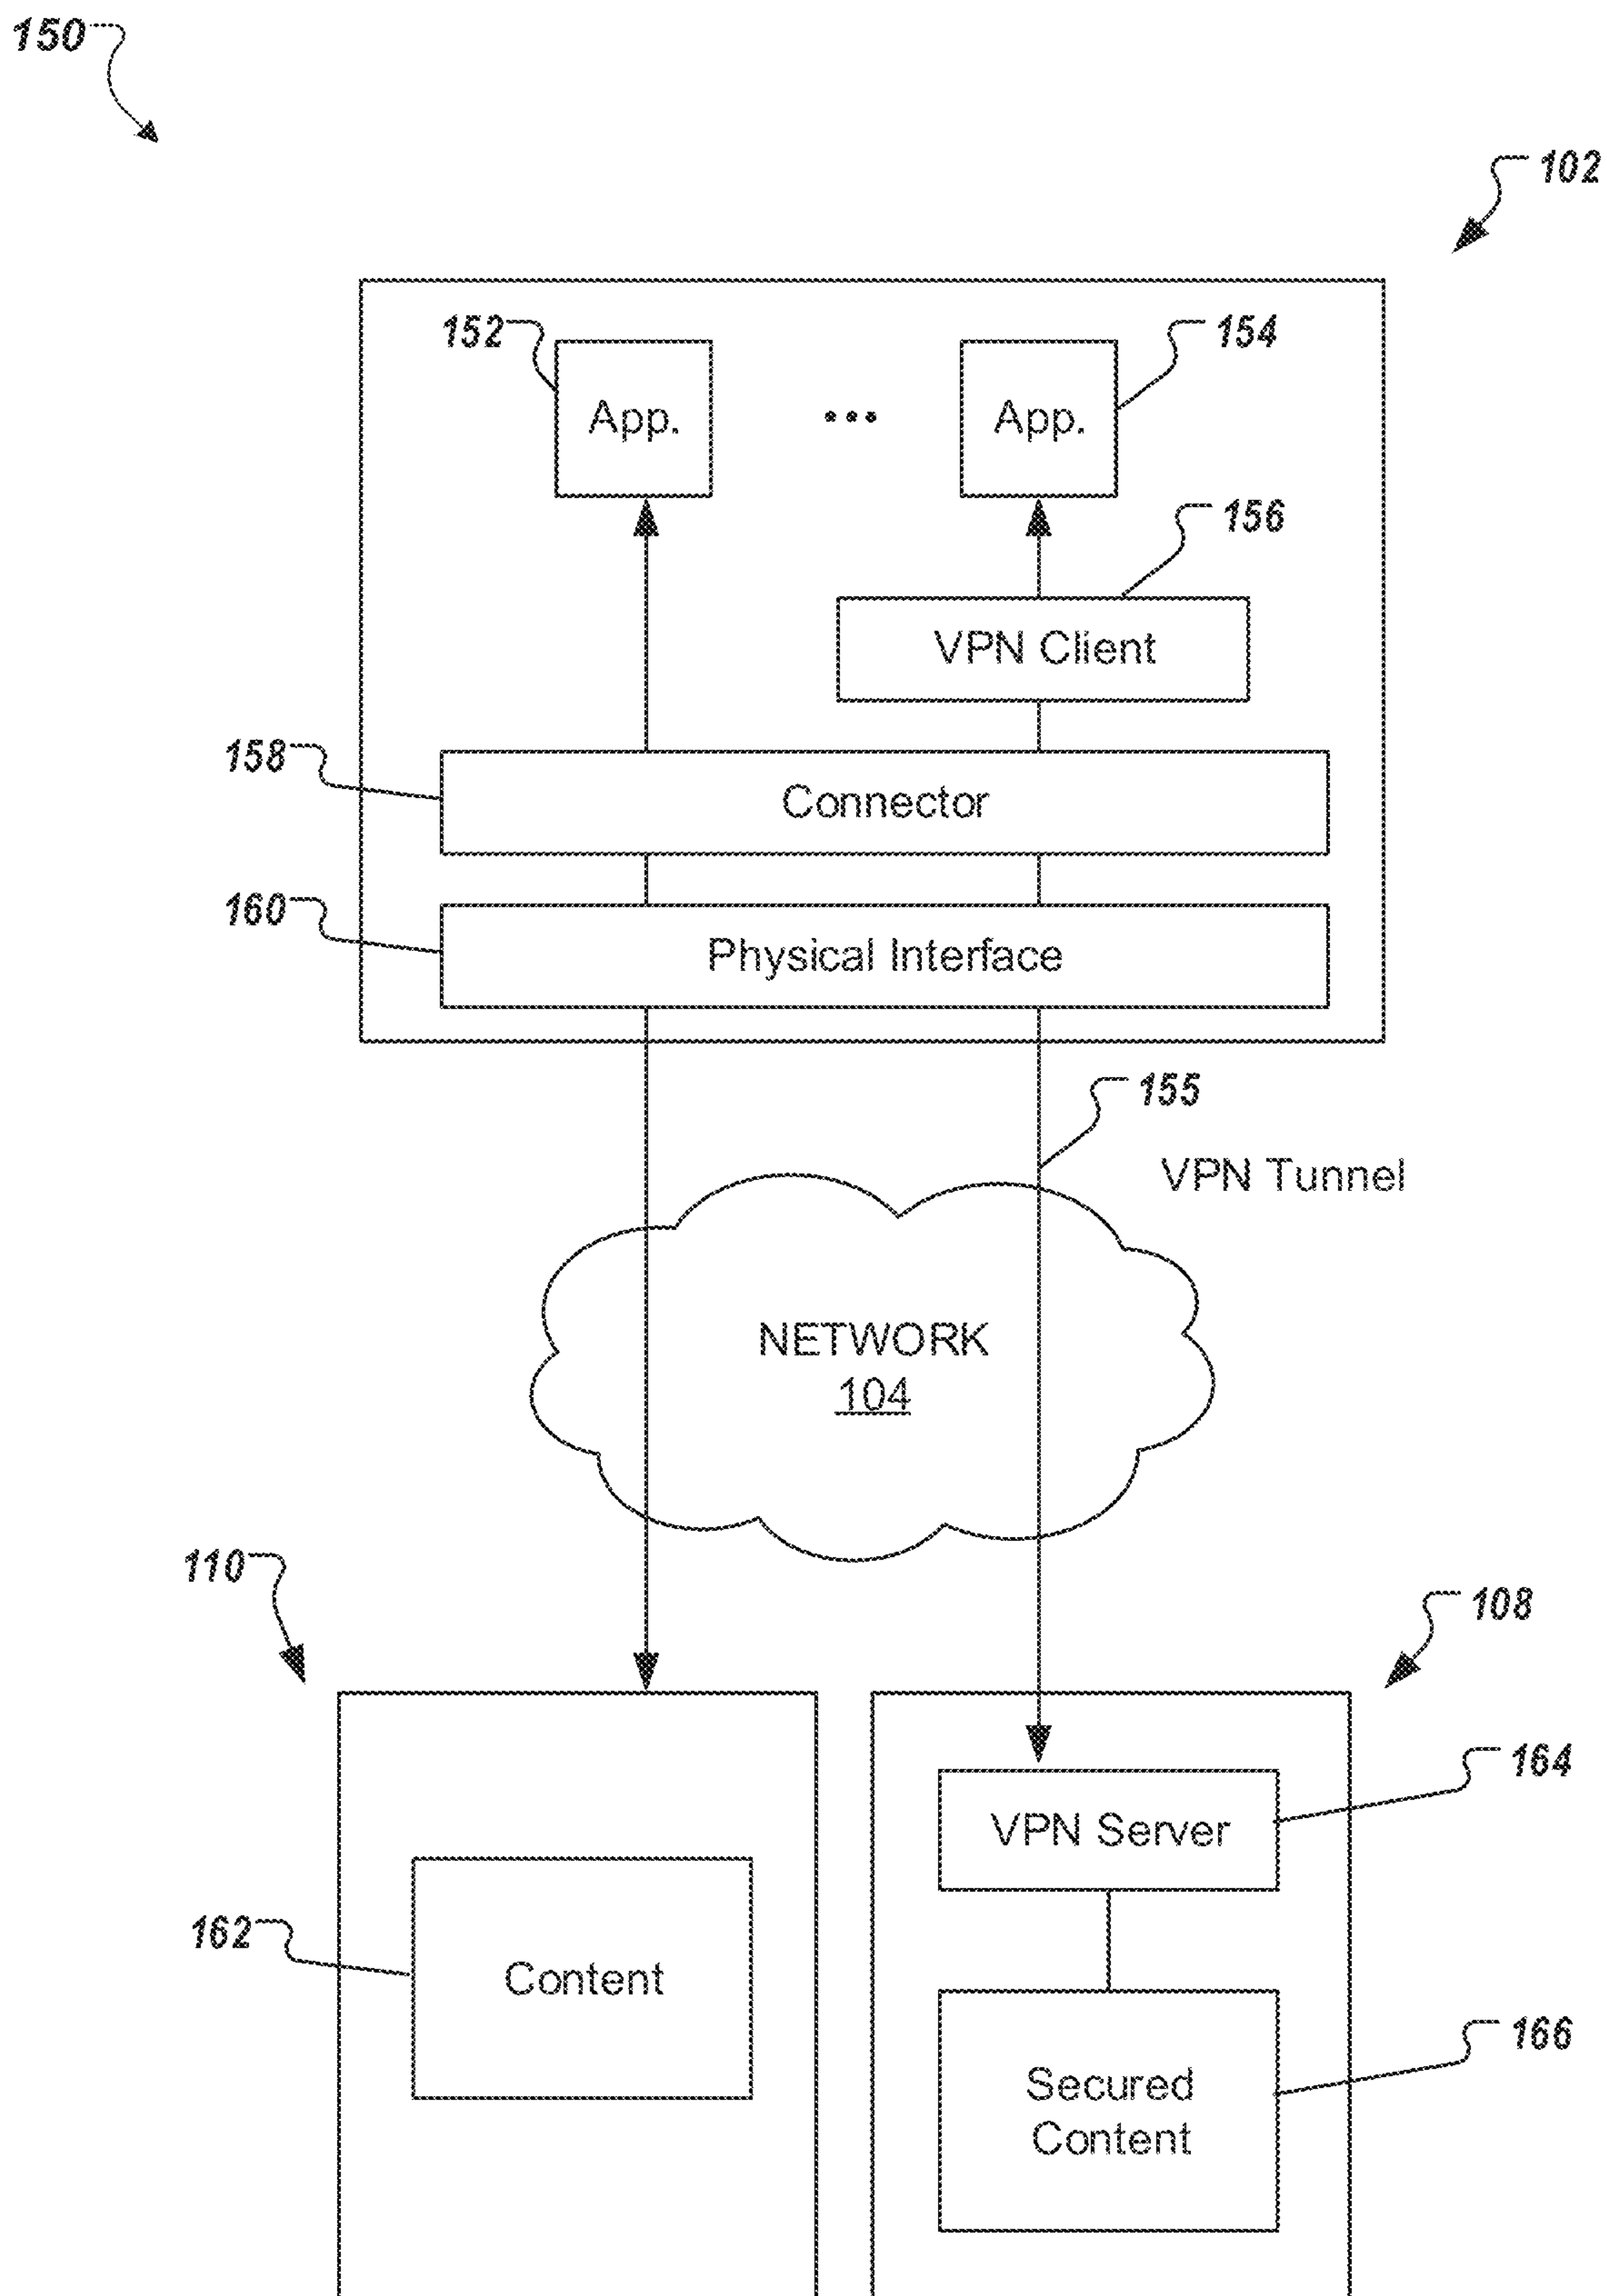 150
102
152
154
App.
...
App.
156
VPN Client
158
Connector
160
Physical Interface
155
VPN Tunnel
NETWORK
104
110
108
164
VPN Server
162
Content
166
Secured
Content